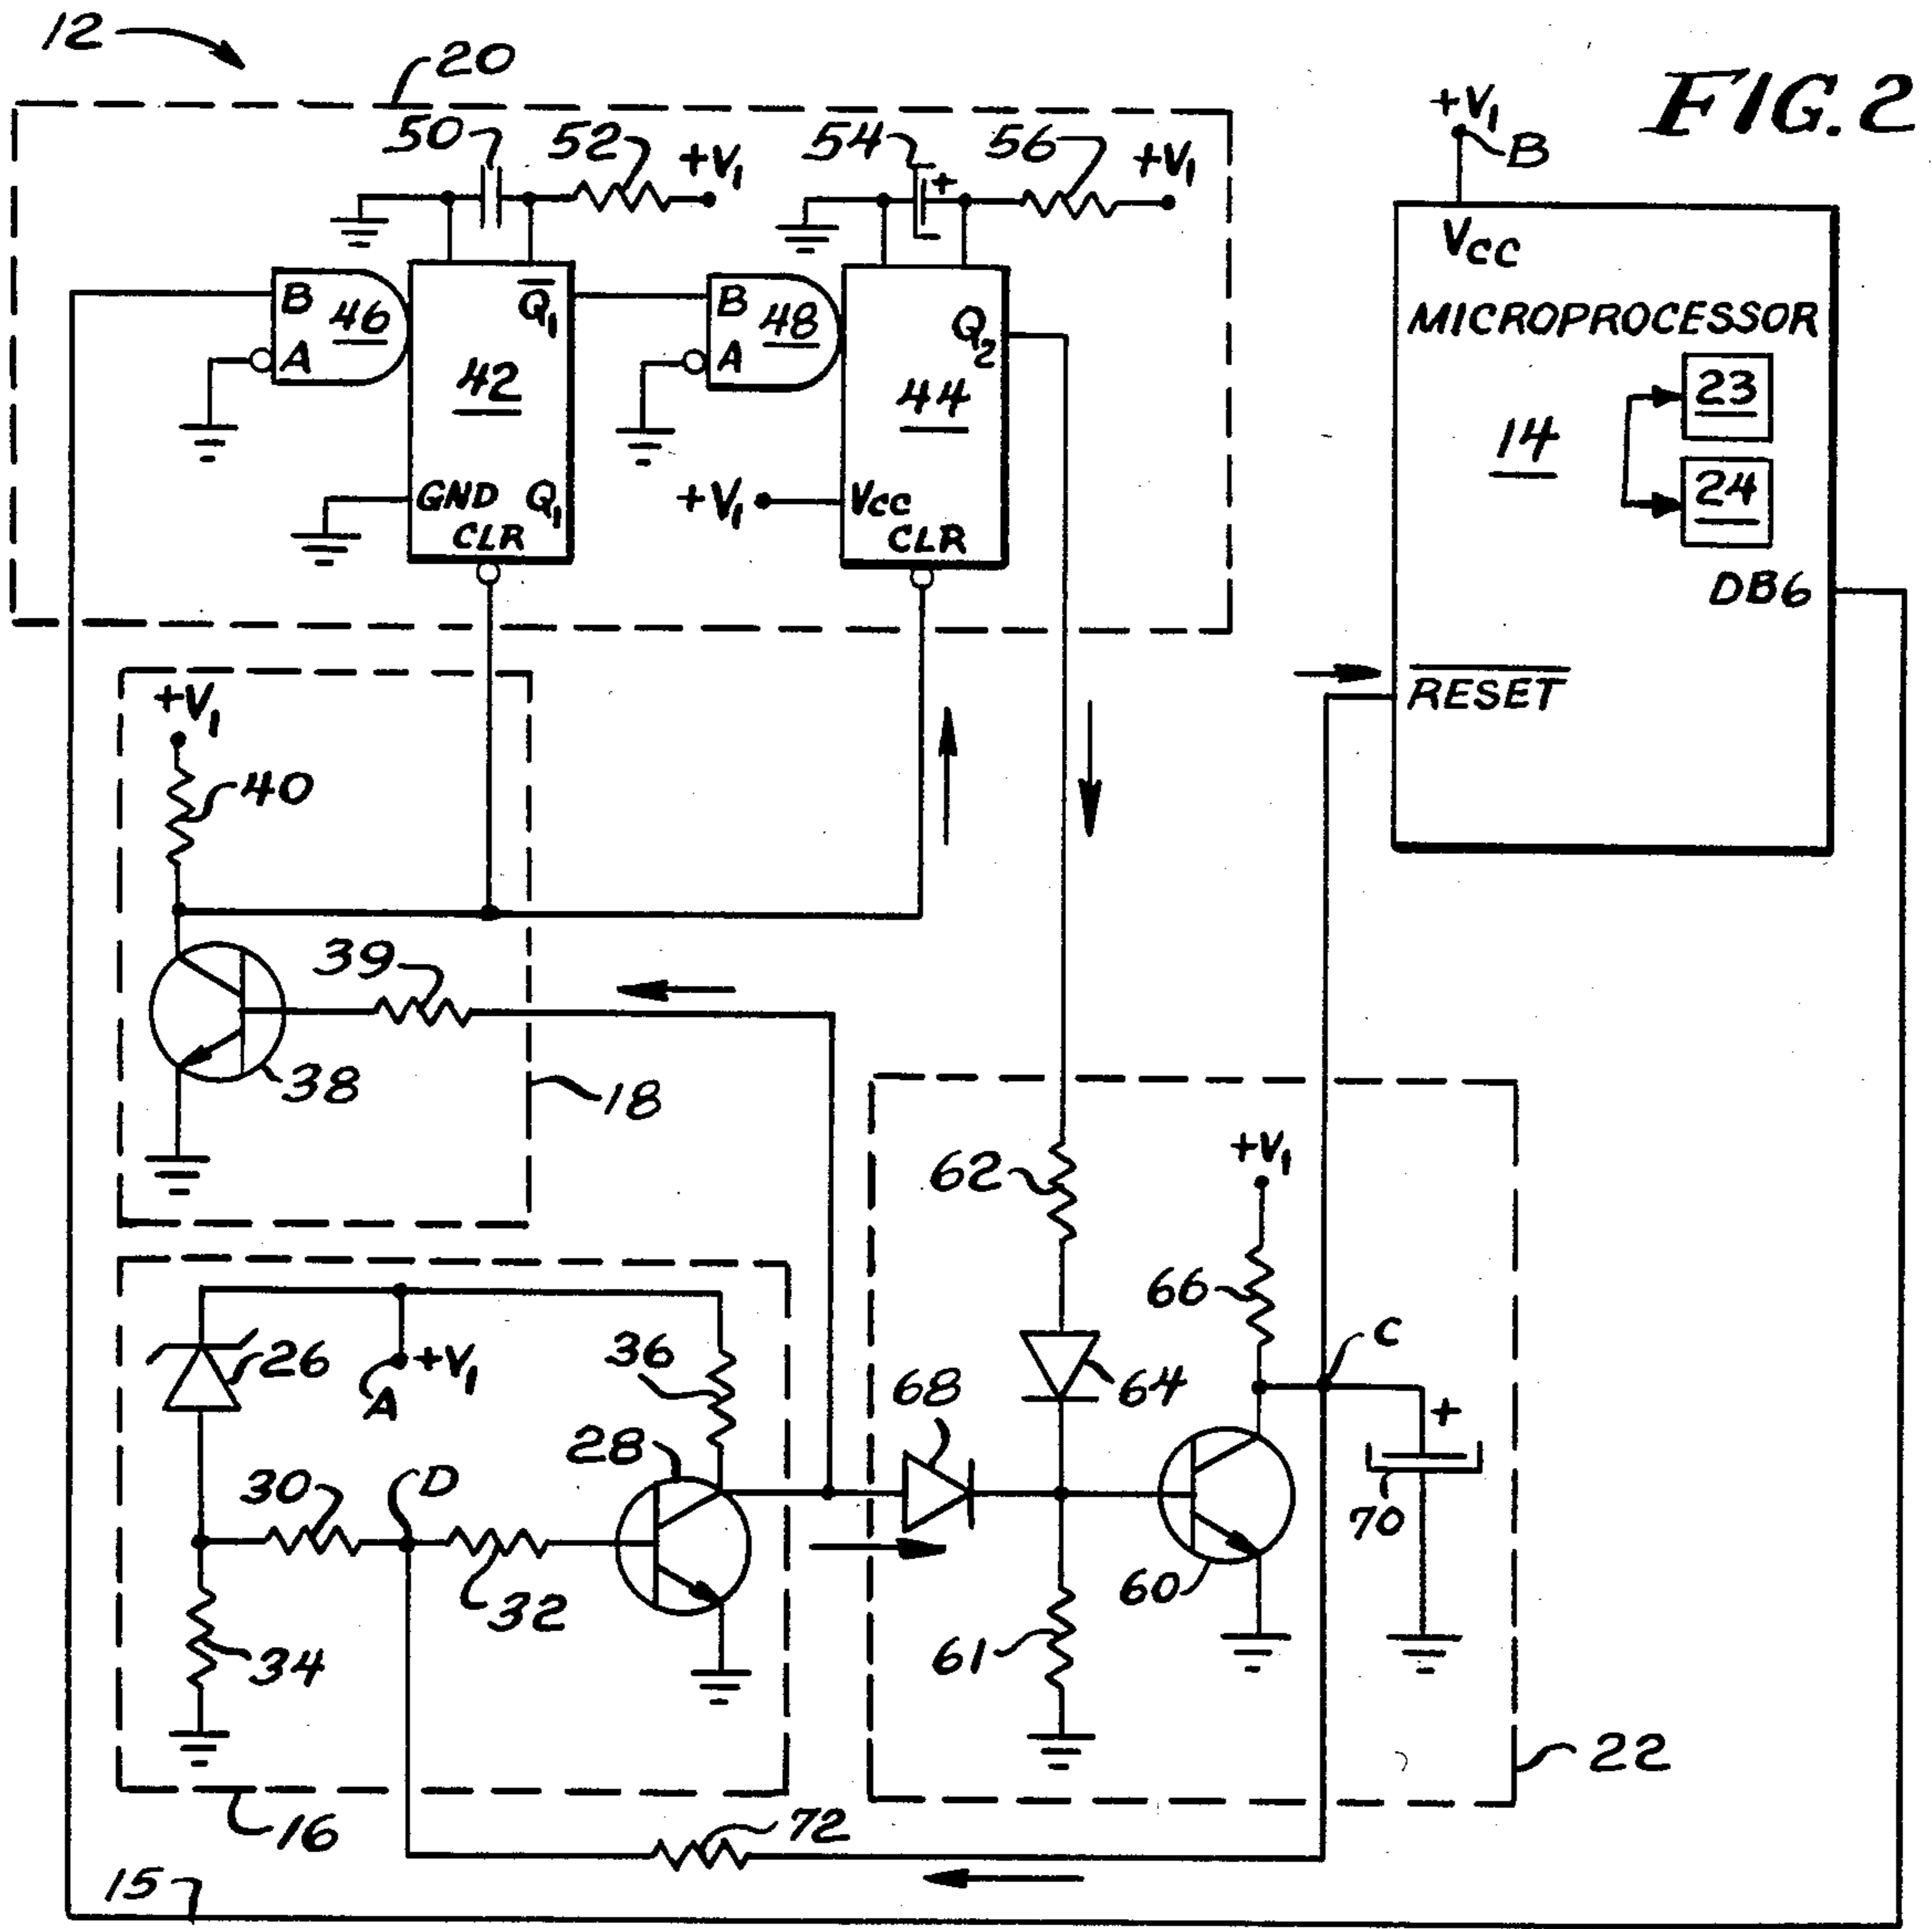 12
20
FIG. 2
50
52
+V1
54
+
56
+V1
+V1
B
VCC
MICROPROCESSOR
B
46
A
Q̅1
42
B
48
A
Q2
44
23
14
24
GND Q1
CLR
+V1
VCC
CLR
DB6
R̅E̅S̅E̅T̅
+V1
40
39
38
18
+V1
62
66
C
26
A
+V1
36
68
64
+
28
30
D
70
32
60
34
61
22
16
72
15